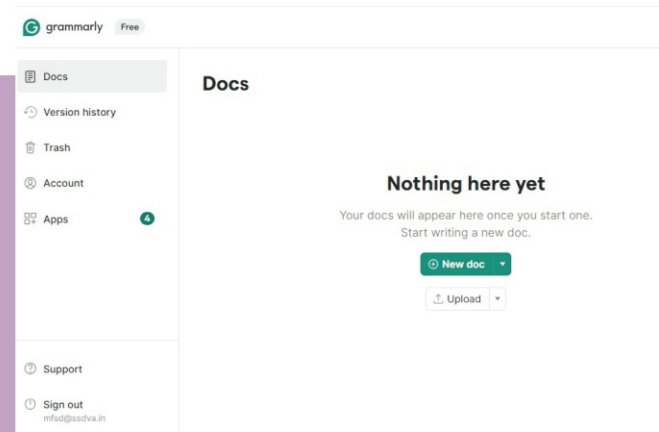 grammarly Free
Docs
Version history
Trash
Account
Apps 4
Support
Sign out
mfsd@ssdva.in
Docs
Nothing here yet
Your docs will appear here once you start one.
Start writing a new doc.
New doc
Upload